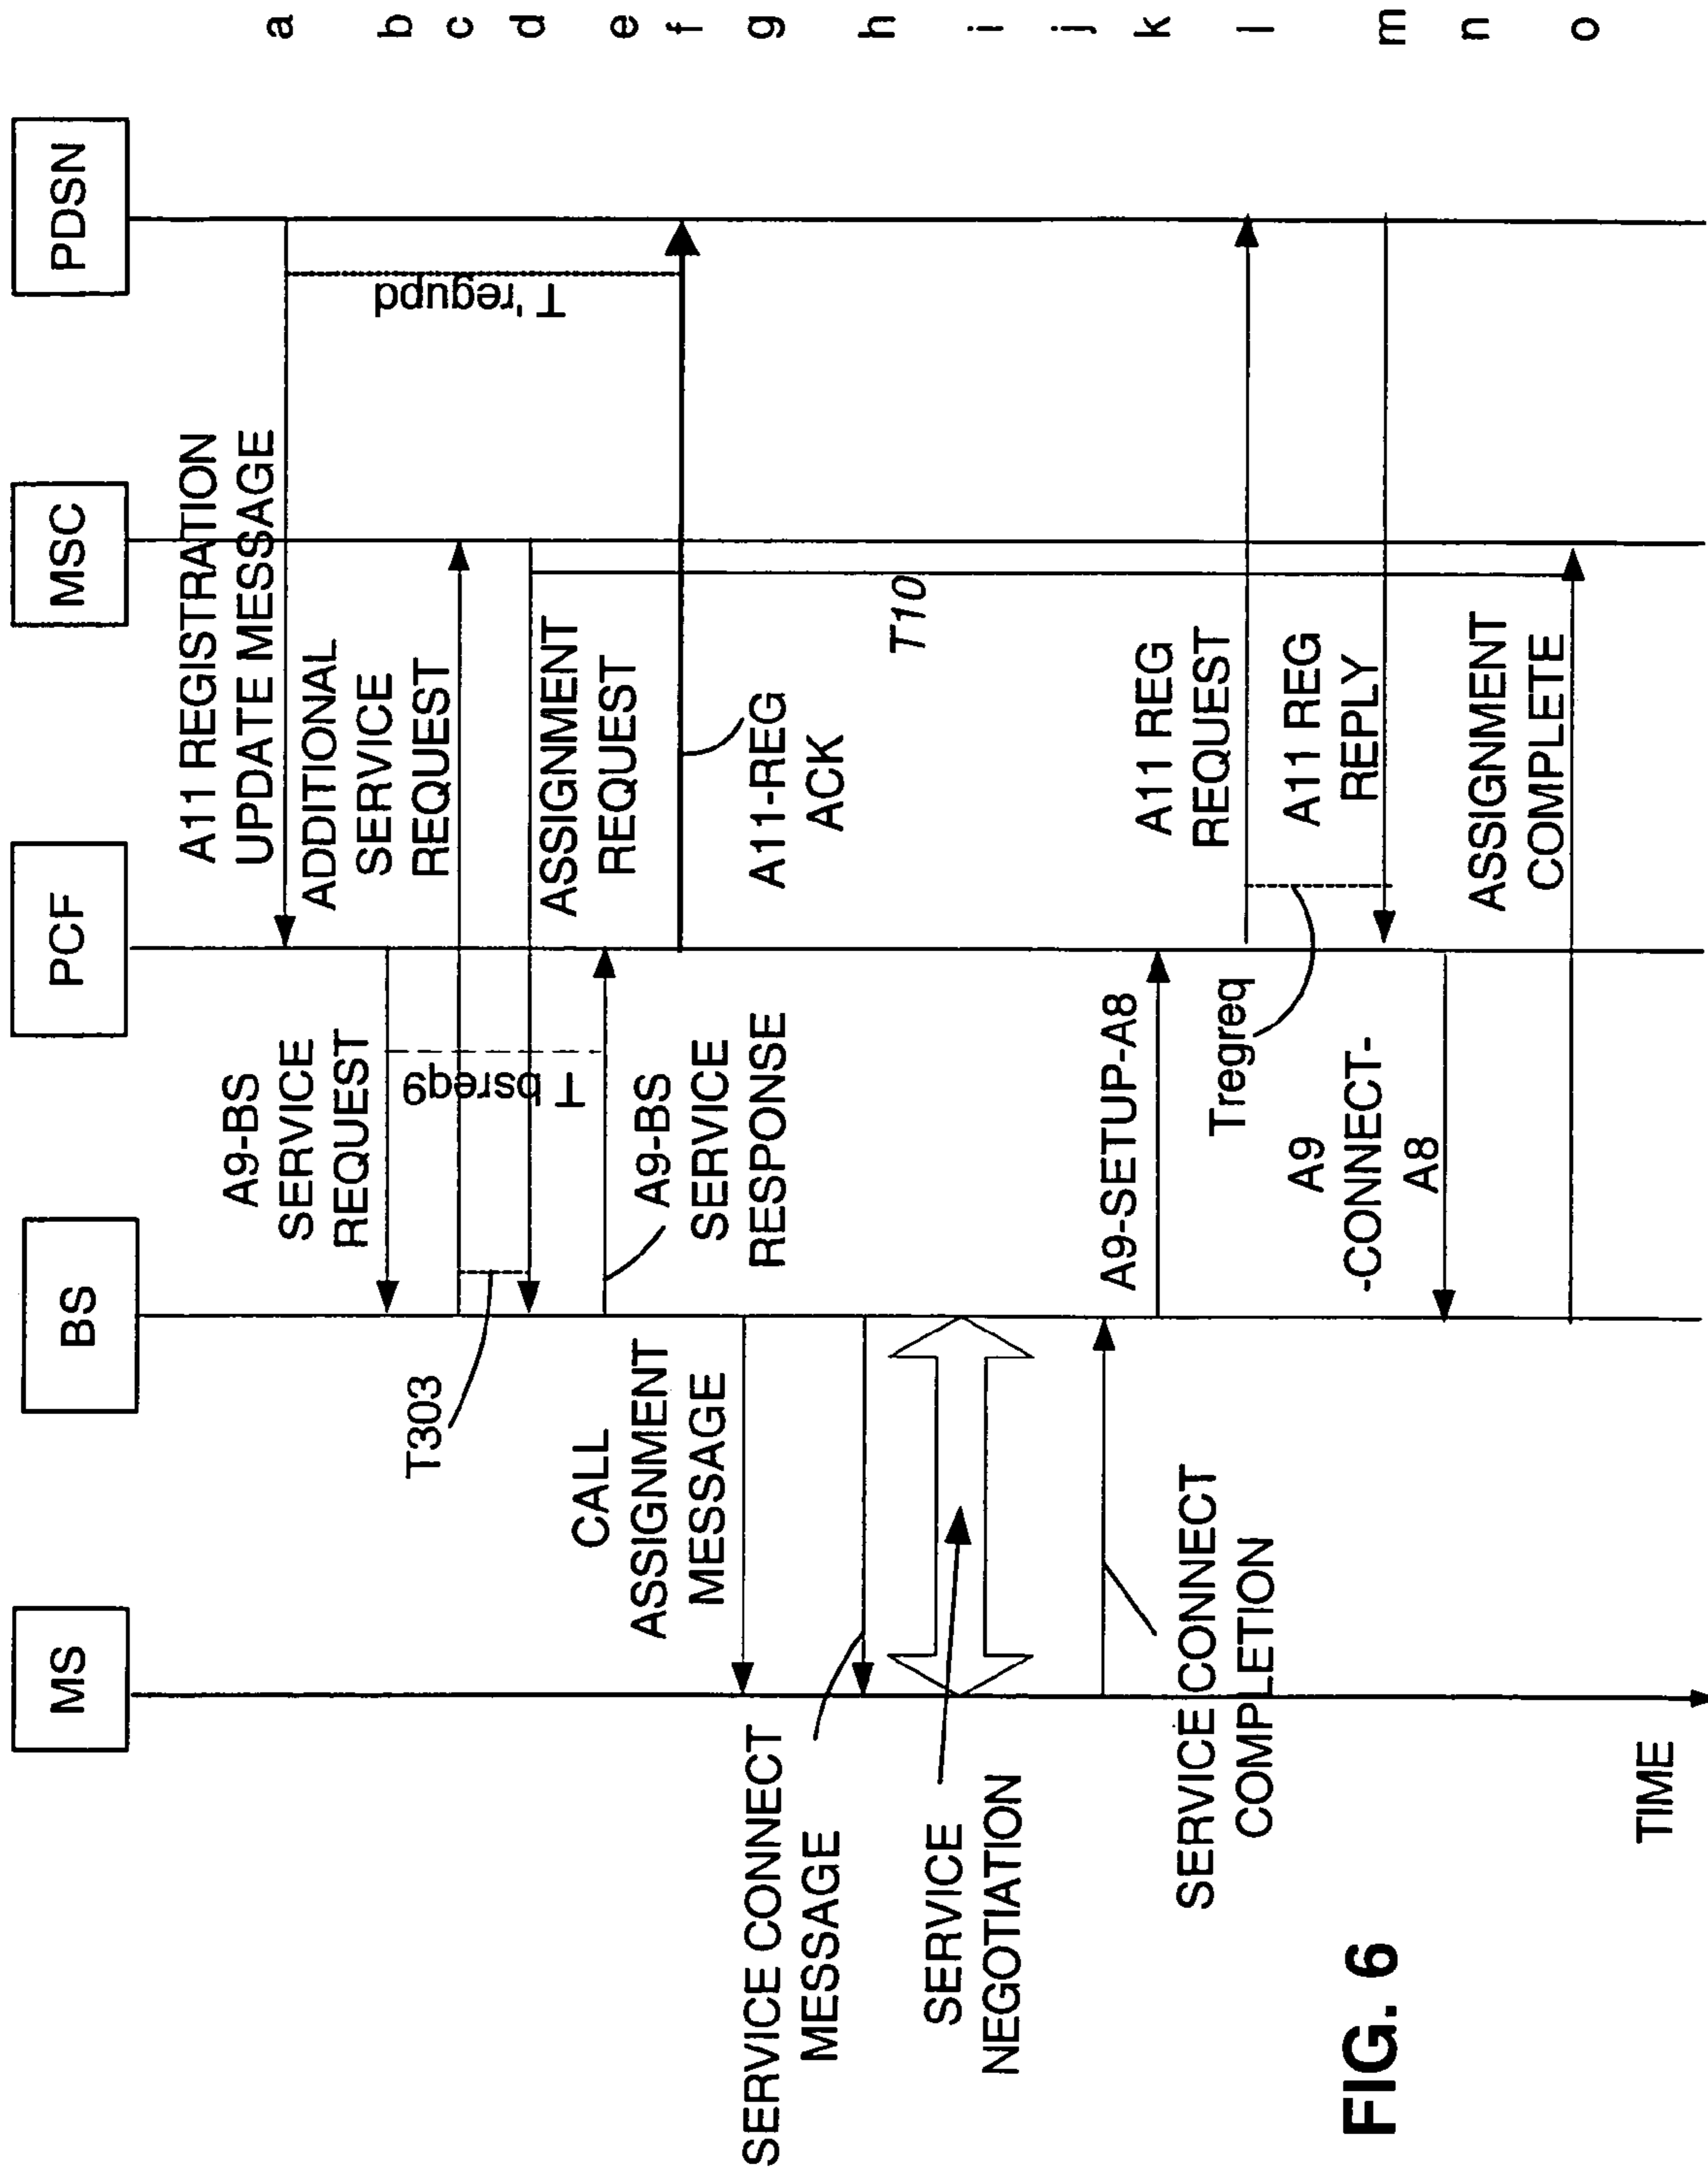 MS
BS
PCF
MSC
PDSN
a
b
c
d
e
f
g
h
i
j
k
l
m
n
o
A11 REGISTRATION
UPDATE MESSAGE
T'regupd
A9-BS
SERVICE
REQUEST
ADDITIONAL
SERVICE
REQUEST
T303
T bsreq9
ASSIGNMENT
REQUEST
A9-BS
SERVICE
RESPONSE
A11-REG
ACK
CALL
ASSIGNMENT
MESSAGE
T10
SERVICE CONNECT
MESSAGE
SERVICE
NEGOTIATION
SERVICE CONNECT
COMPLETION
A9-SETUP-A8
A11 REG
REQUEST
Tregreq
A11 REG
REPLY
A9
-CONNECT-
A8
ASSIGNMENT
COMPLETE
TIME
FIG. 6